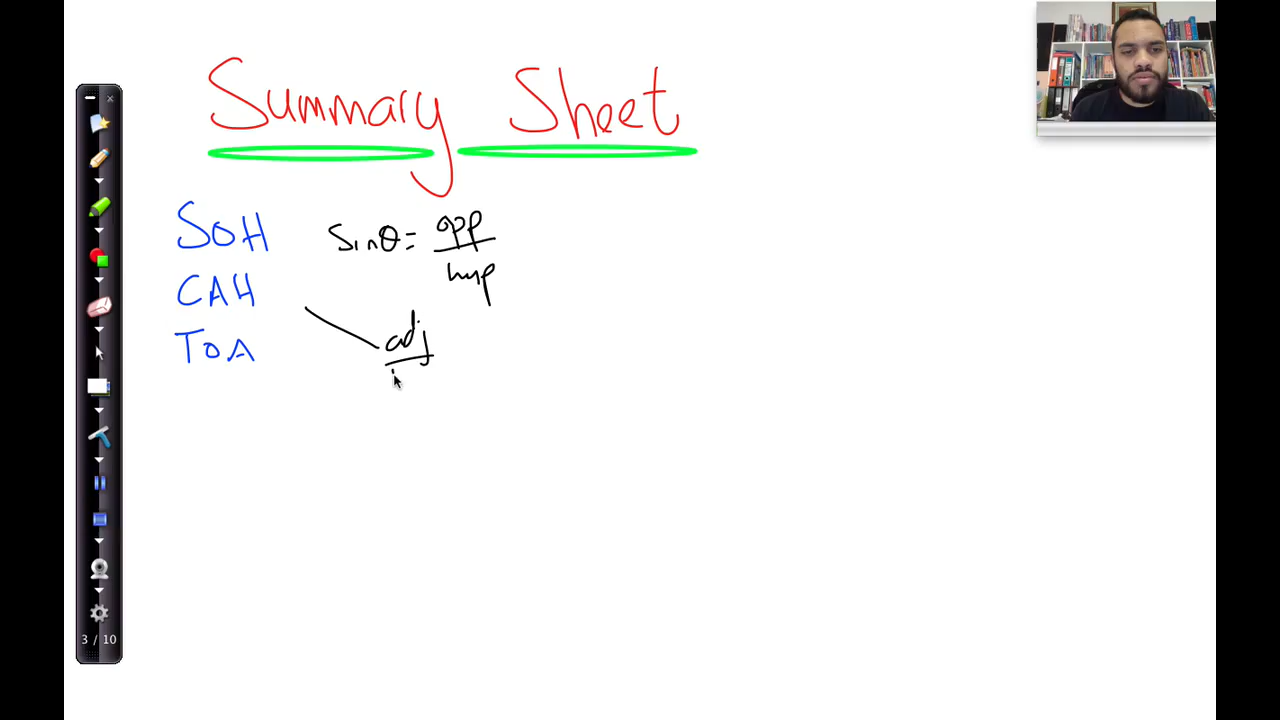 Summary Sheet
SOH
sinθ = opp/hyp
CAH
adj
TOA
3 / 10